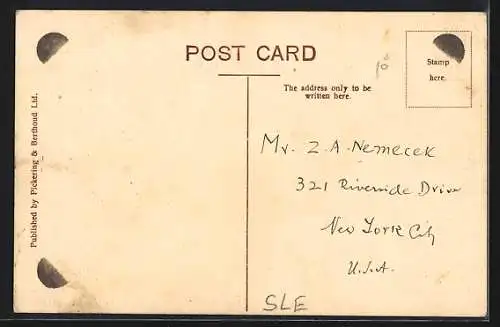 POST CARD
Stamp
here.
The address only to be
written here.
Published by Pickering & Berthoud Ltd.
Mr. Z. A. Nemecek
321 Riverside Drive
New York City
U.S.A.
SLE